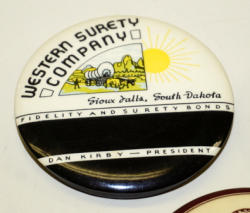 WESTERN SURETY
COMPANY
Sioux Falls, South Dakota
FIDELITY AND SURETY BONDS
DAN KIRBY — PRESIDENT